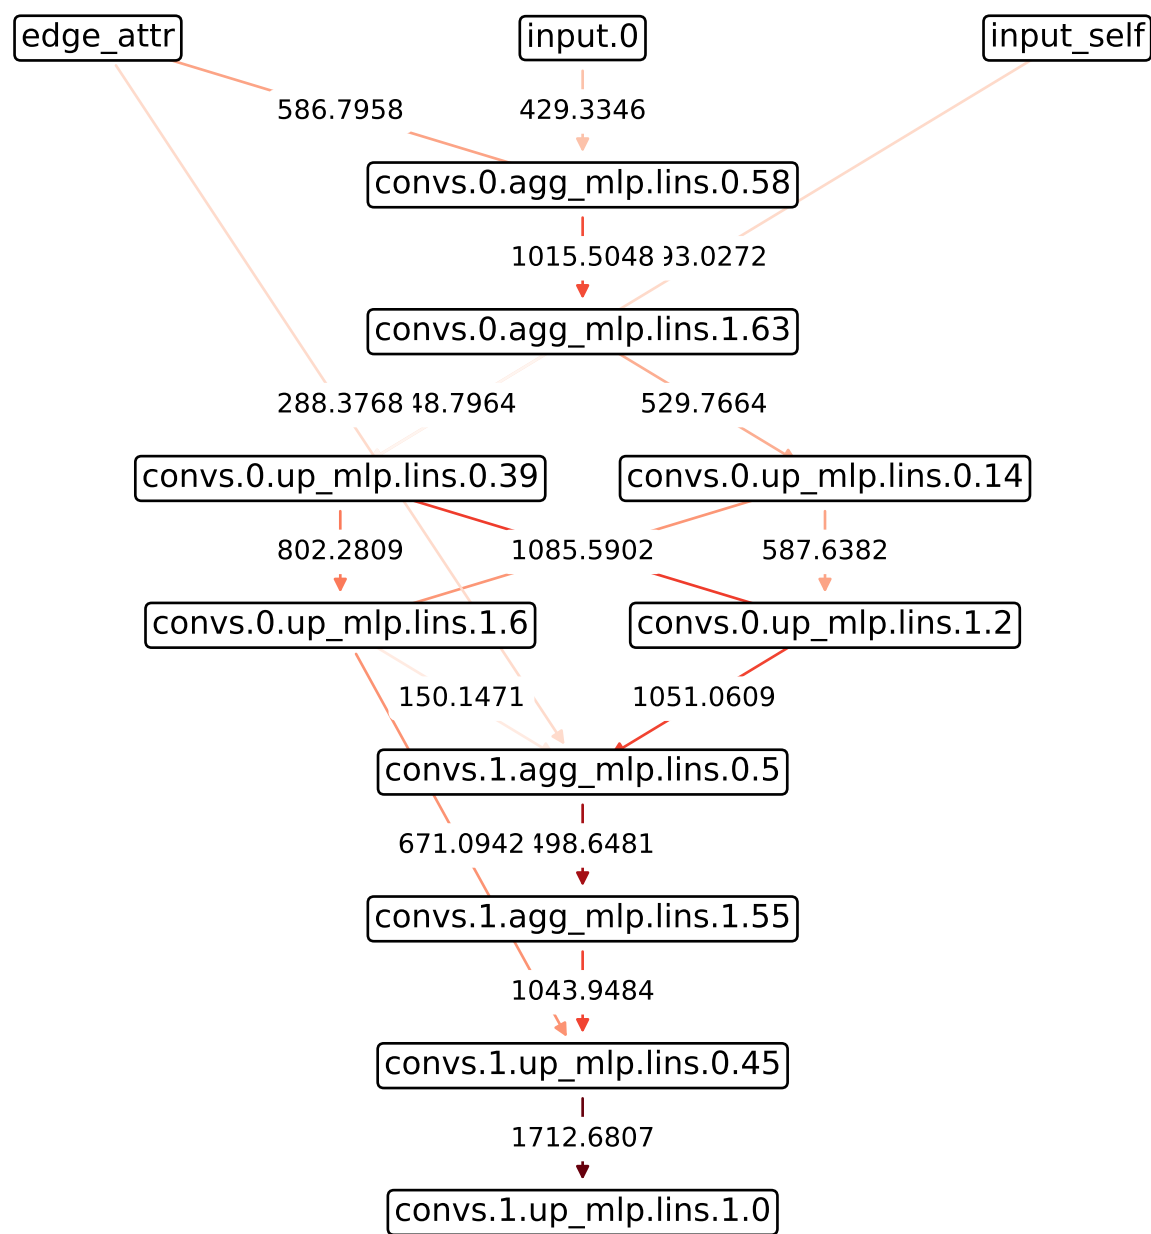 edge_attr
input.0
input_self
586.7958
429.3346
convs.0.agg_mlp.lins.0.58
1015.5048
convs.0.agg_mlp.lins.1.63
288.3768
529.7664
convs.0.up_mlp.lins.0.39
convs.0.up_mlp.lins.0.14
802.2809
1085.5902
587.6382
convs.0.up_mlp.lins.1.6
convs.0.up_mlp.lins.1.2
150.1471
1051.0609
convs.1.agg_mlp.lins.0.5
671.0942
convs.1.agg_mlp.lins.1.55
1043.9484
convs.1.up_mlp.lins.0.45
1712.6807
convs.1.up_mlp.lins.1.0